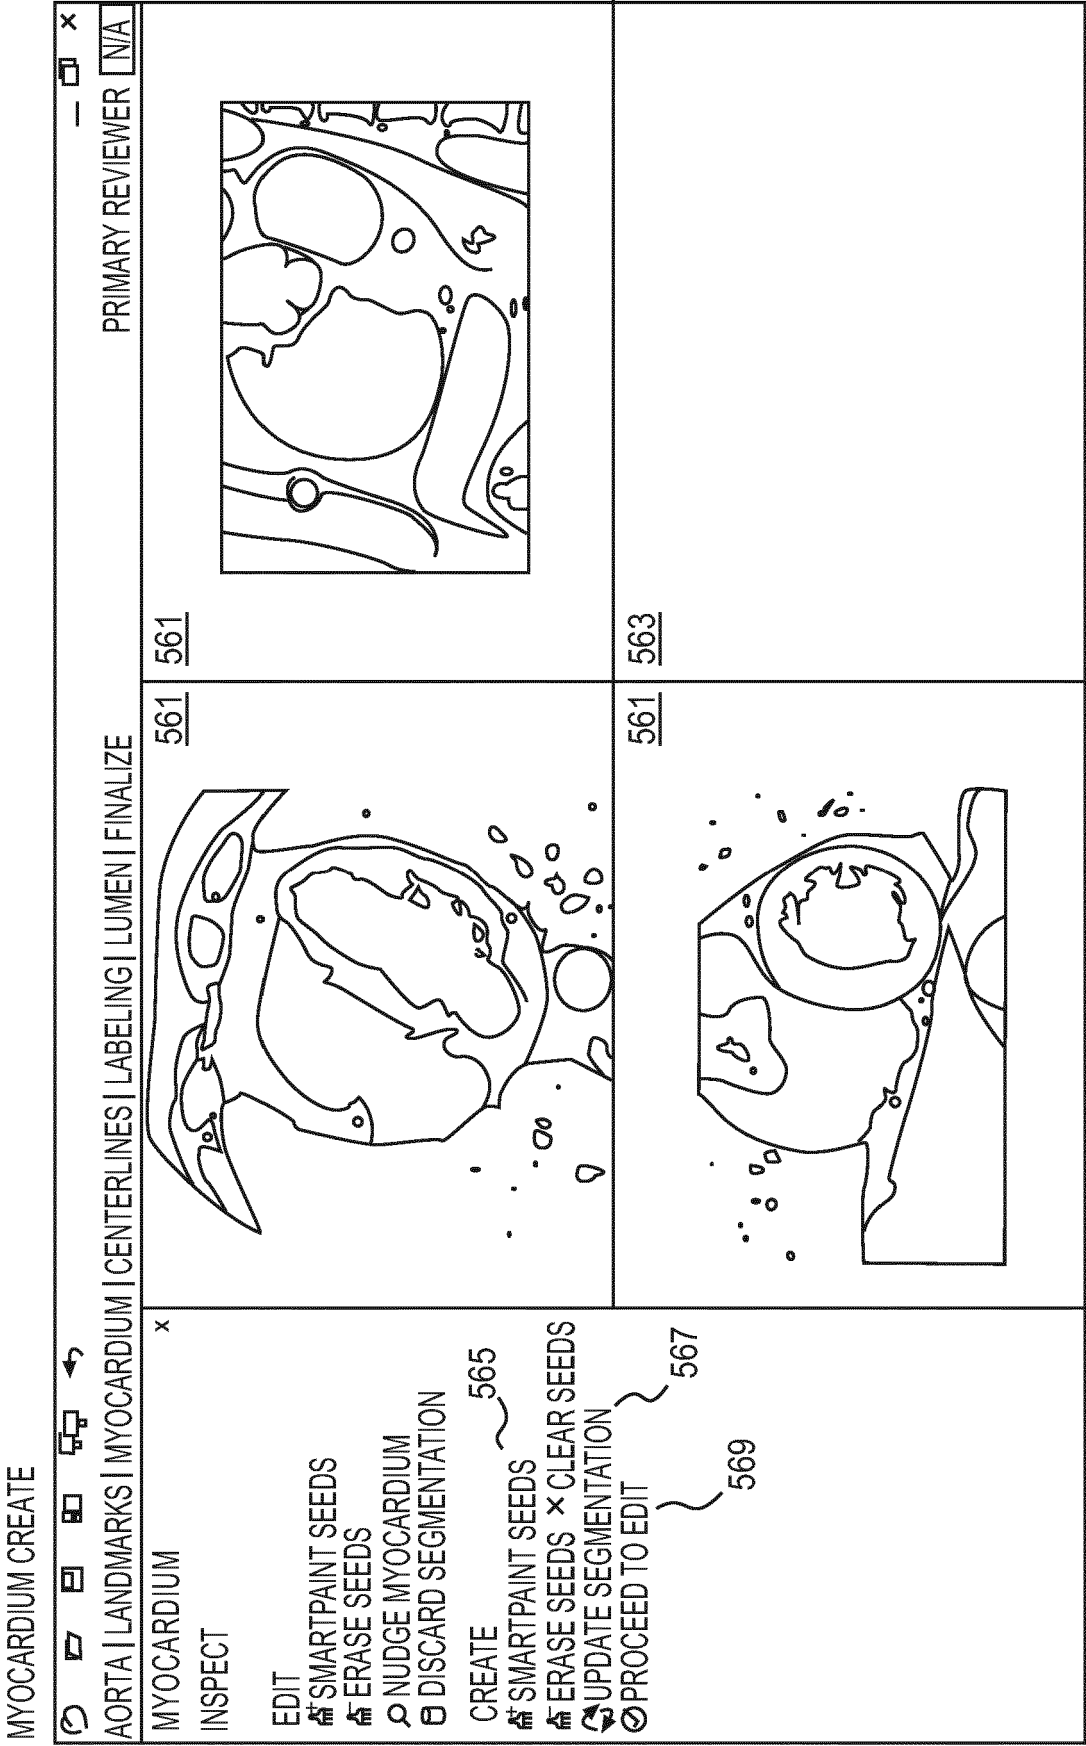 MYOCARDIUM CREATE
AORTA | LANDMARKS | MYOCARDIUM | CENTERLINES | LABELING | LUMEN | FINALIZE
PRIMARY REVIEWER N/A
MYOCARDIUM
x
INSPECT
EDIT
SMARTPAINT SEEDS
ERASE SEEDS
NUDGE MYOCARDIUM
DISCARD SEGMENTATION
CREATE
565
SMARTPAINT SEEDS
ERASE SEEDS × CLEAR SEEDS
UPDATE SEGMENTATION
567
PROCEED TO EDIT
569
561
561
561
563